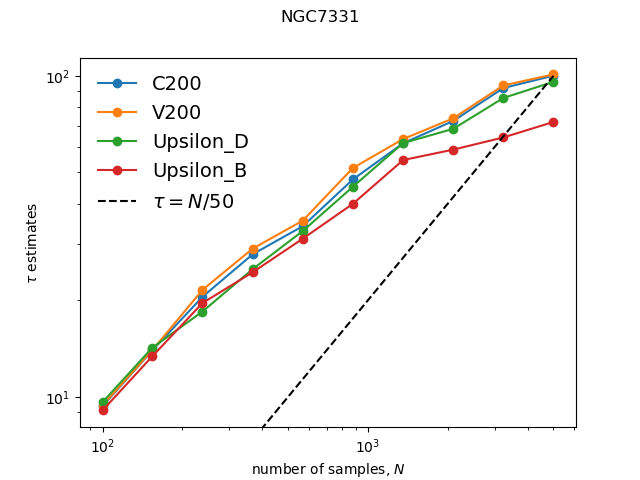 NGC7331
C200
V200
Upsilon_D
Upsilon_B
τ = N/50
10²
10¹
τ estimates
10²
10³
number of samples, N